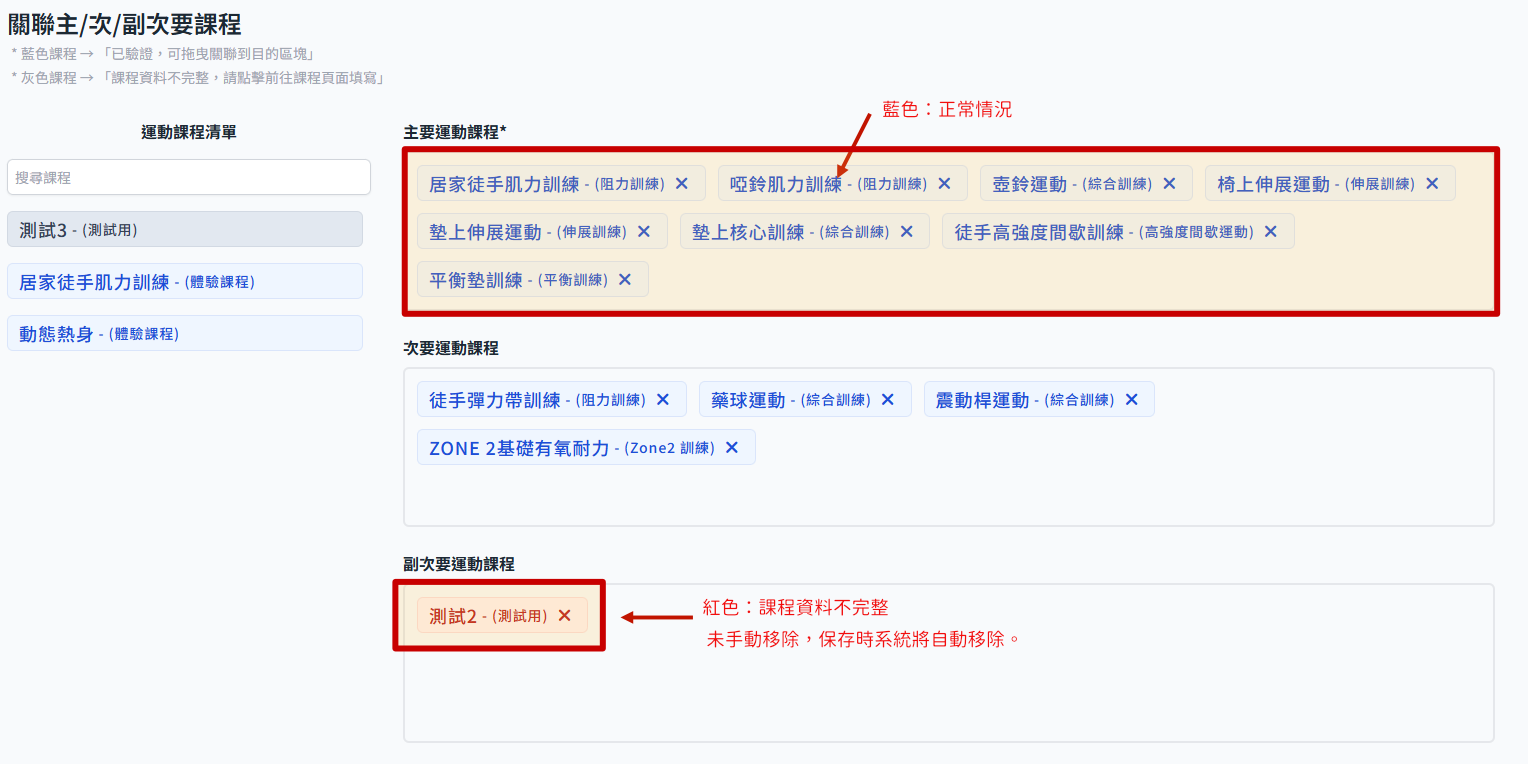 關聯主/次/副次要課程
* 藍色課程 → 「已驗證，可拖曳關聯到目的區塊」
* 灰色課程 → 「課程資料不完整，請點擊前往課程頁面填寫」
藍色：正常情況
運動課程清單
搜尋課程
測試3 - (測試用)
居家徒手肌力訓練 - (體驗課程)
動態熱身 - (體驗課程)
主要運動課程*
居家徒手肌力訓練 - (阻力訓練) ✕ 啞鈴肌力訓練 - (阻力訓練) ✕ 壺鈴運動 - (綜合訓練) ✕ 椅上伸展運動 - (伸展訓練) ✕
墊上伸展運動 - (伸展訓練) ✕ 墊上核心訓練 - (綜合訓練) ✕ 徒手高強度間歇訓練 - (高強度間歇運動) ✕
平衡墊訓練 - (平衡訓練) ✕
次要運動課程
徒手彈力帶訓練 - (阻力訓練) ✕ 藥球運動 - (綜合訓練) ✕ 震動桿運動 - (綜合訓練) ✕
ZONE 2基礎有氧耐力 - (Zone2 訓練) ✕
副次要運動課程
測試2 - (測試用) ✕
紅色：課程資料不完整
未手動移除，保存時系統將自動移除。